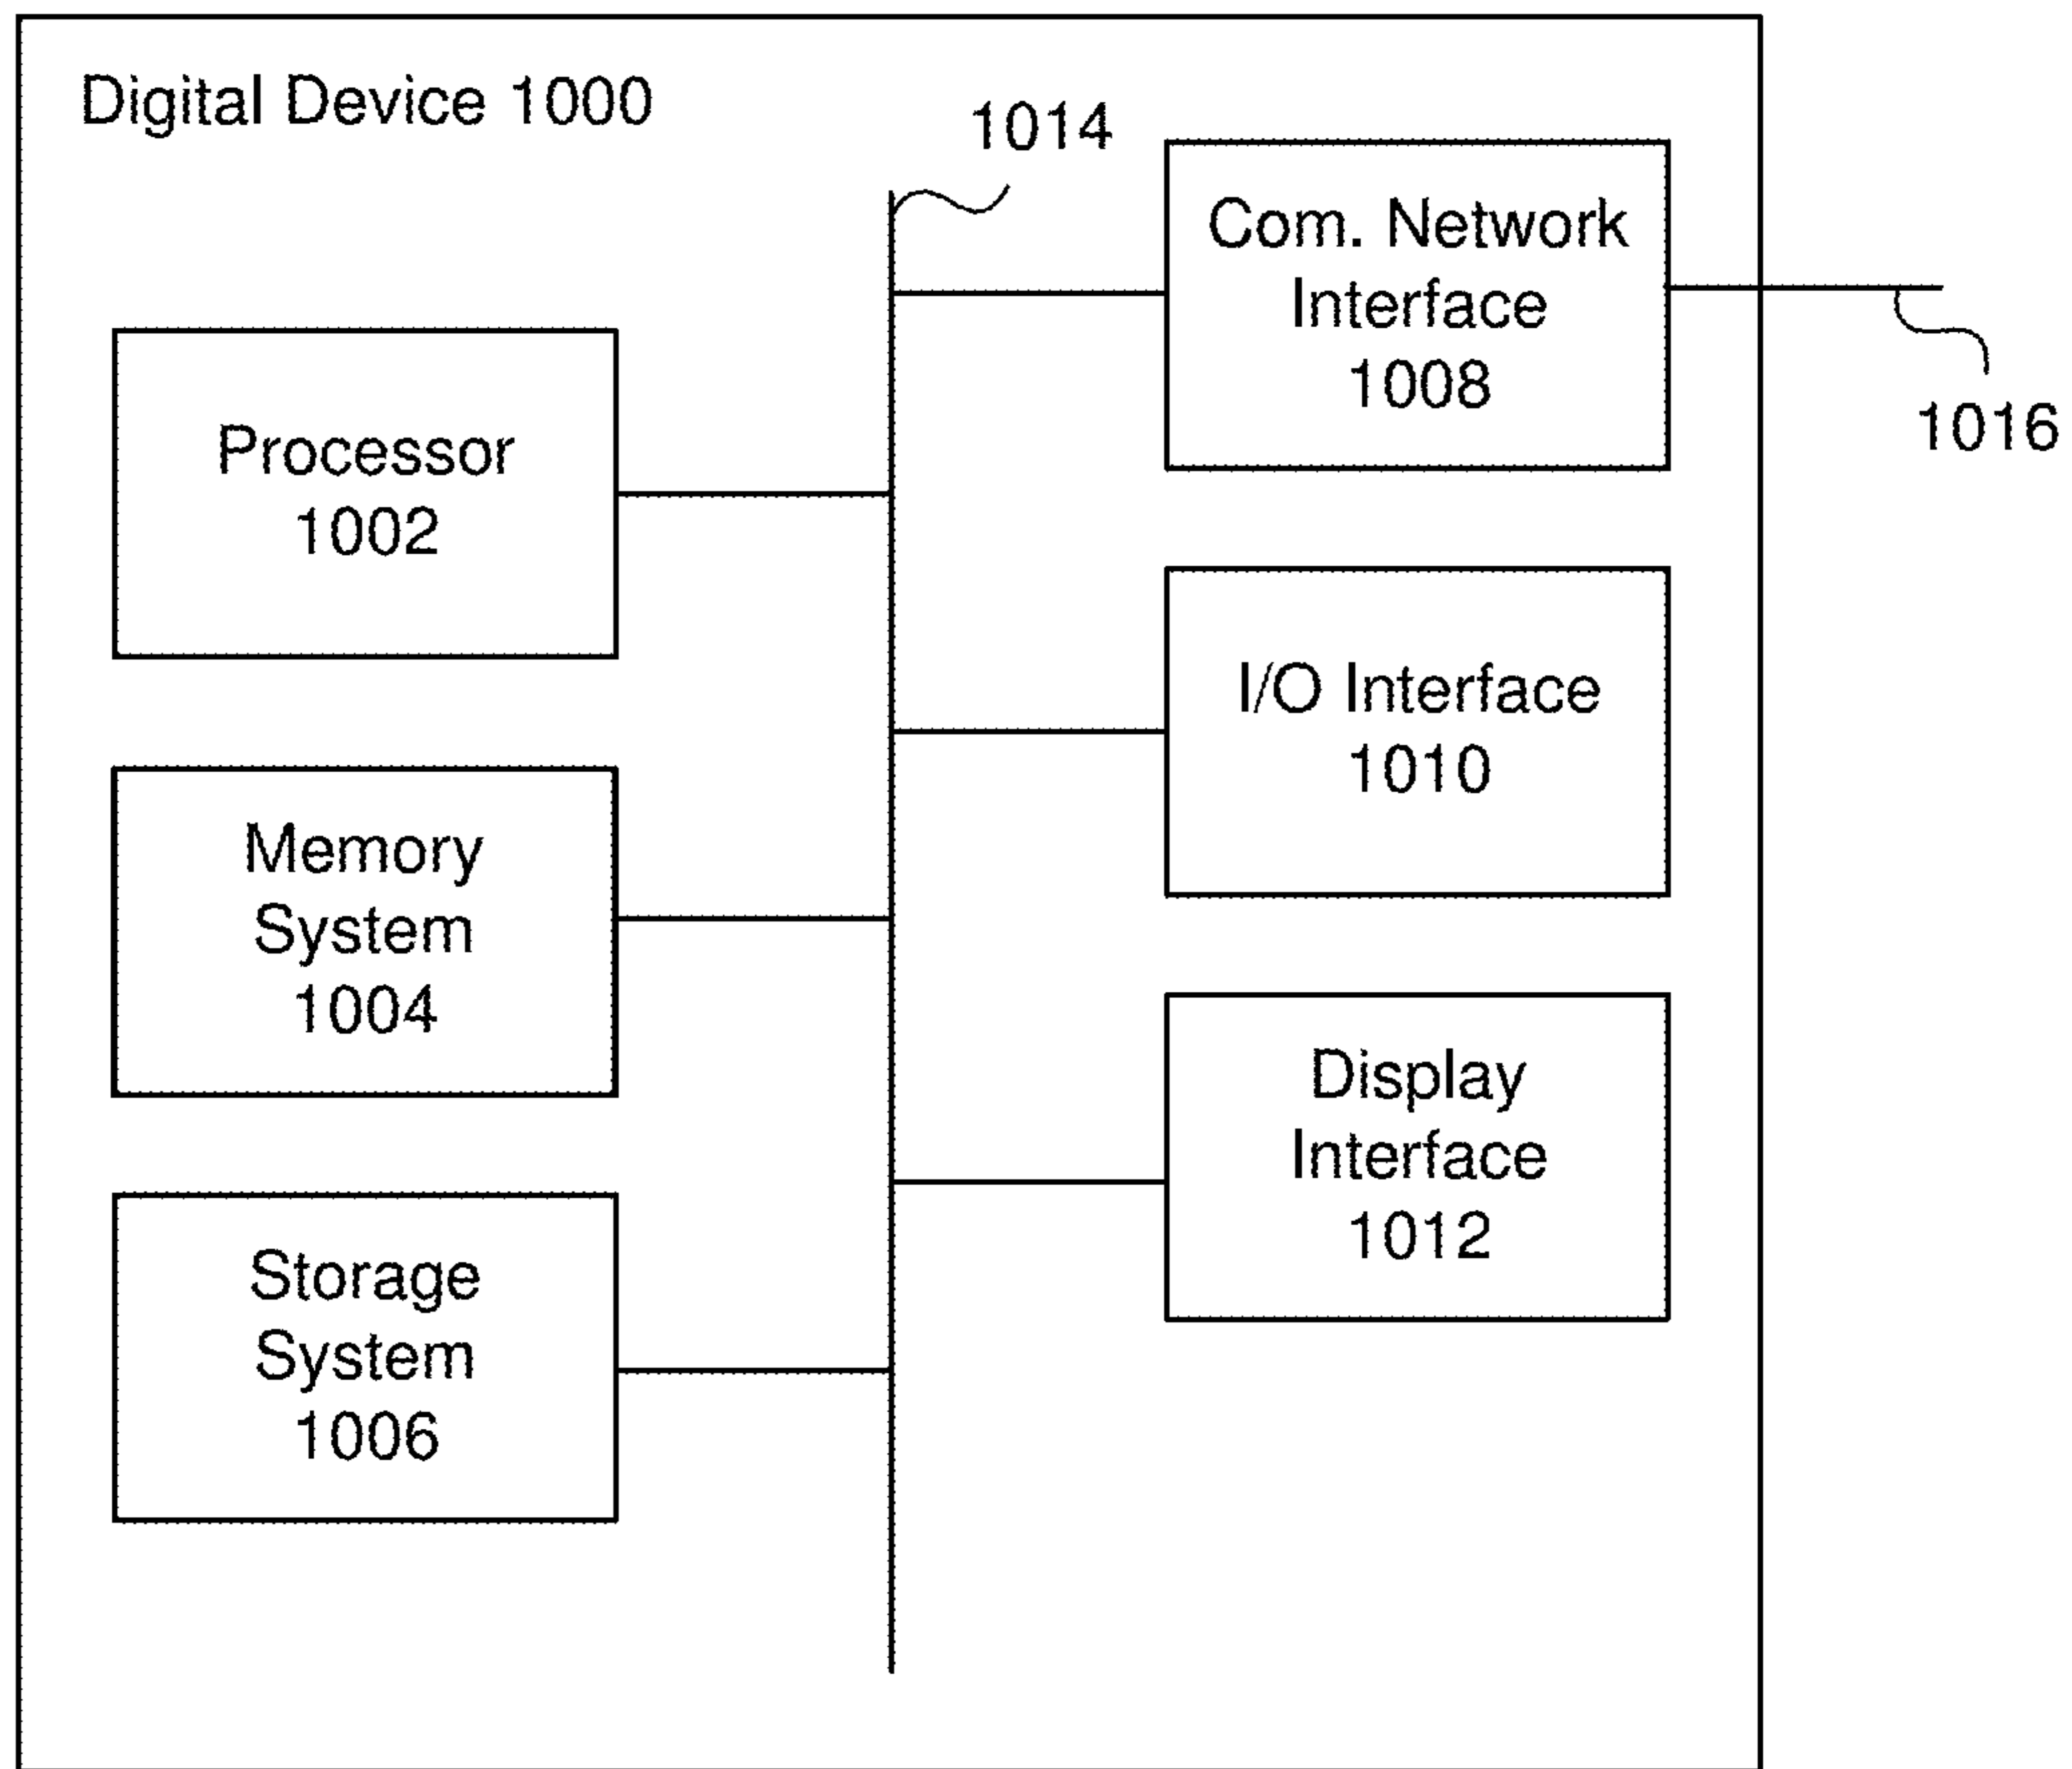 Digital Device 1000
1014
Com. Network
Interface
1008
1016
Processor
1002
I/O Interface
1010
Memory
System
1004
Display
Interface
1012
Storage
System
1006